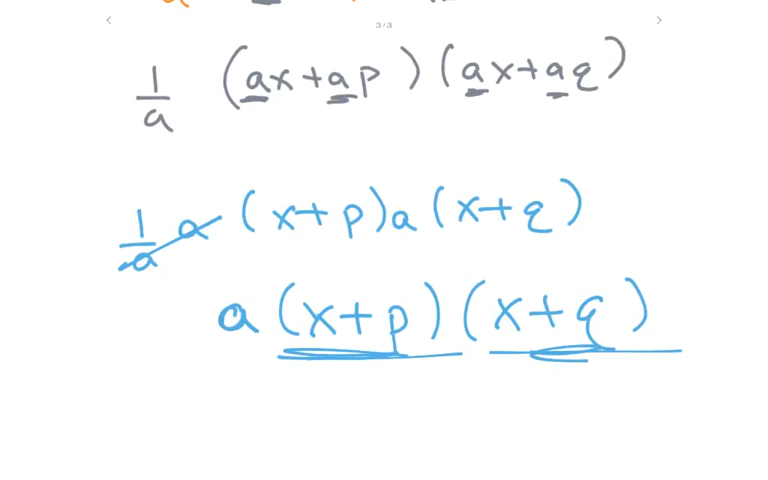 3/3
1/a (ax+ap)(ax+aq)
1/a a(x+p)a(x+q)
a(x+p)(x+q)